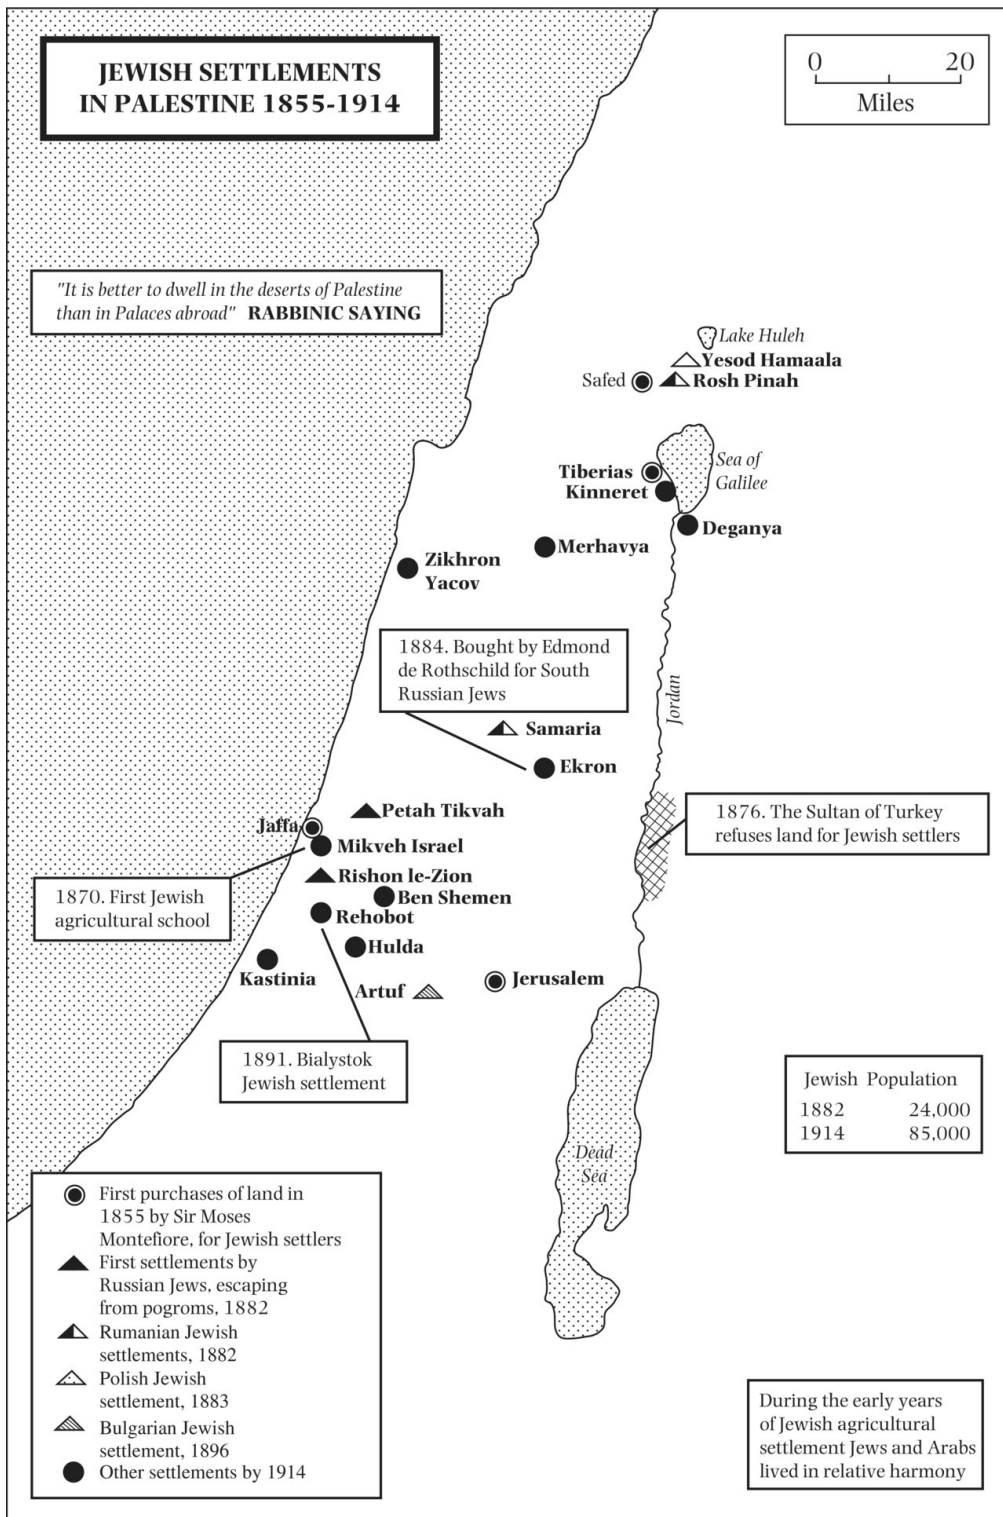 JEWISH SETTLEMENTS
IN PALESTINE 1855-1914
0 20
Miles
"It is better to dwell in the deserts of Palestine
than in Palaces abroad" RABBINIC SAYING
Lake Huleh
Yesod Hamaala
Safed
Rosh Pinah
Sea of
Galilee
Tiberias
Kinneret
Deganya
Merhavya
Zikhron
Yacov
1884. Bought by Edmond
de Rothschild for South
Russian Jews
Jordan
Samaria
Ekron
1876. The Sultan of Turkey
refuses land for Jewish settlers
Petah Tikvah
Jaffa
Mikveh Israel
Rishon le-Zion
1870. First Jewish
agricultural school
Ben Shemen
Rehobot
Hulda
Kastinia
Artuf
Jerusalem
1891. Bialystok
Jewish settlement
Jewish Population
1882 24,000
1914 85,000
Dead
Sea
First purchases of land in
1855 by Sir Moses
Montefiore, for Jewish settlers
First settlements by
Russian Jews, escaping
from pogroms, 1882
Rumanian Jewish
settlements, 1882
Polish Jewish
settlement, 1883
Bulgarian Jewish
settlement, 1896
Other settlements by 1914
During the early years
of Jewish agricultural
settlement Jews and Arabs
lived in relative harmony